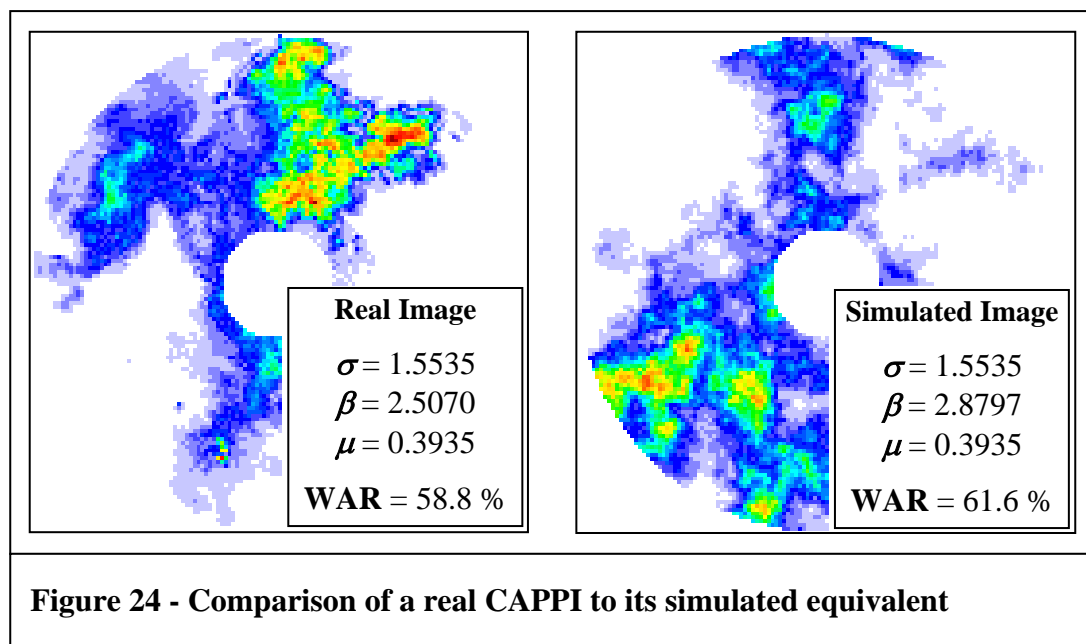 Real Image
σ = 1.5535
β = 2.5070
μ = 0.3935
WAR = 58.8 %
Simulated Image
σ = 1.5535
β = 2.8797
μ = 0.3935
WAR = 61.6 %
Figure 24 - Comparison of a real CAPPI to its simulated equivalent